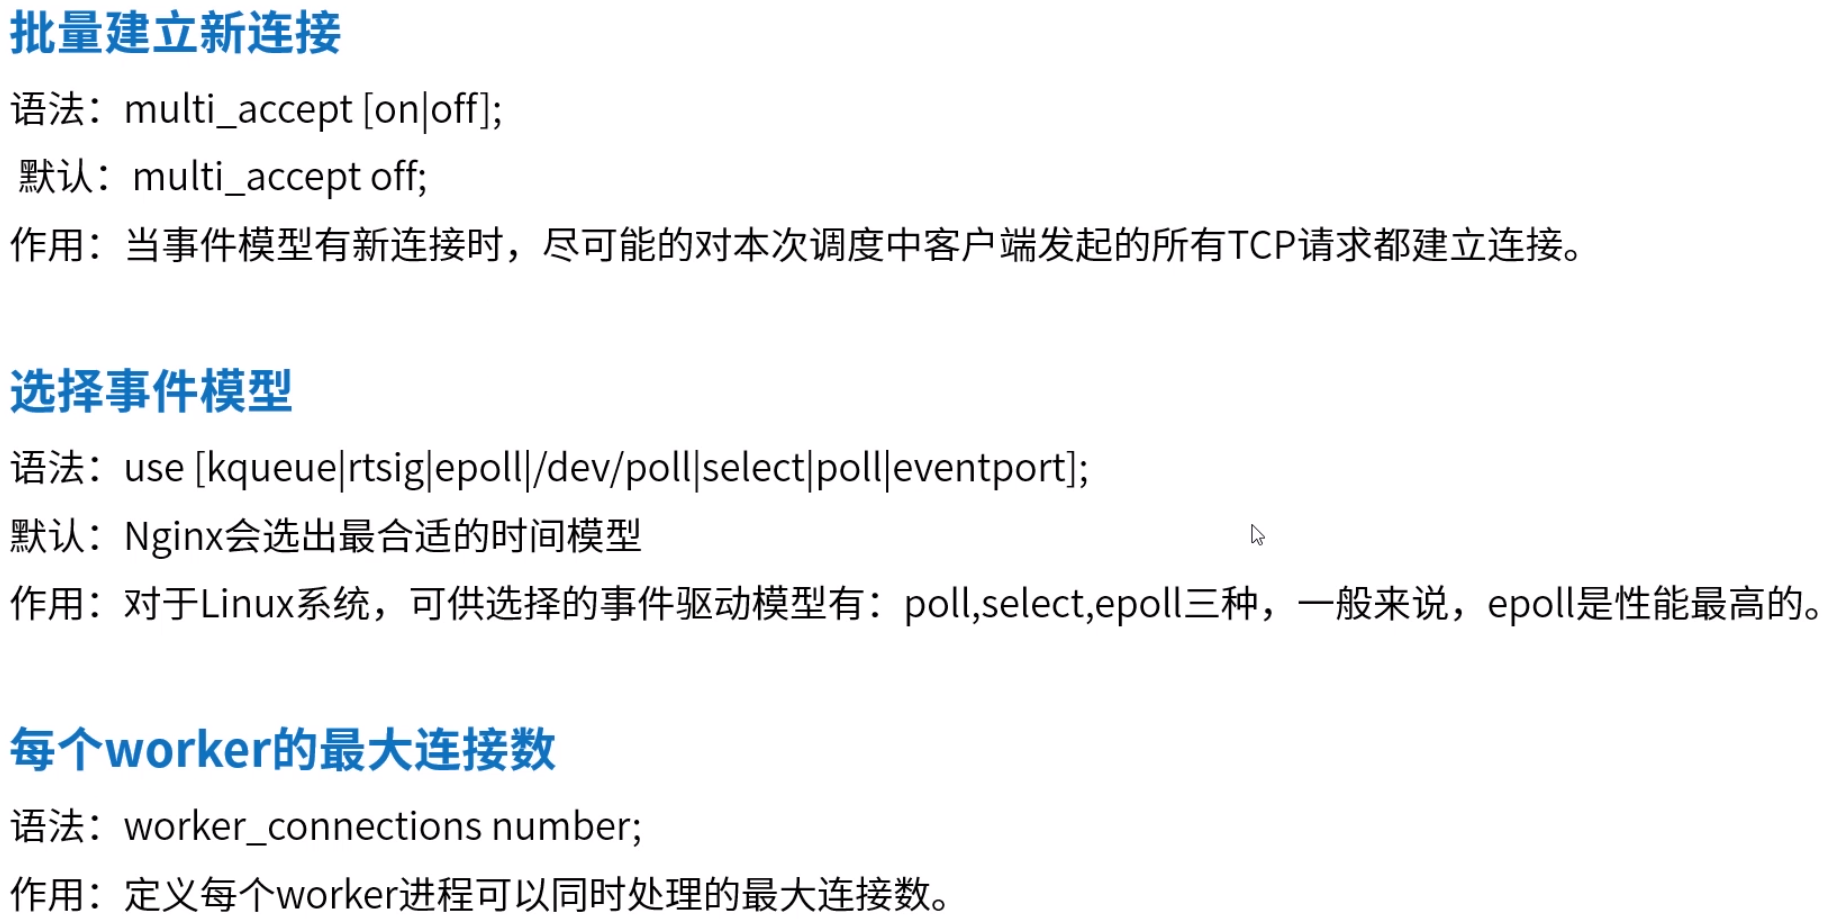 批量建立新连接
语法：multi_accept [on|off];
默认：multi_accept off;
作用：当事件模型有新连接时，尽可能的对本次调度中客户端发起的所有TCP请求都建立连接。
选择事件模型
语法：use [kqueue|rtsig|epoll|/dev/poll|select|poll|eventport];
默认：Nginx会选出最合适的时间模型
作用：对于Linux系统，可供选择的事件驱动模型有：poll,select,epoll三种，一般来说，epoll是性能最高的。
每个worker的最大连接数
语法：worker_connections number;
作用：定义每个worker进程可以同时处理的最大连接数。